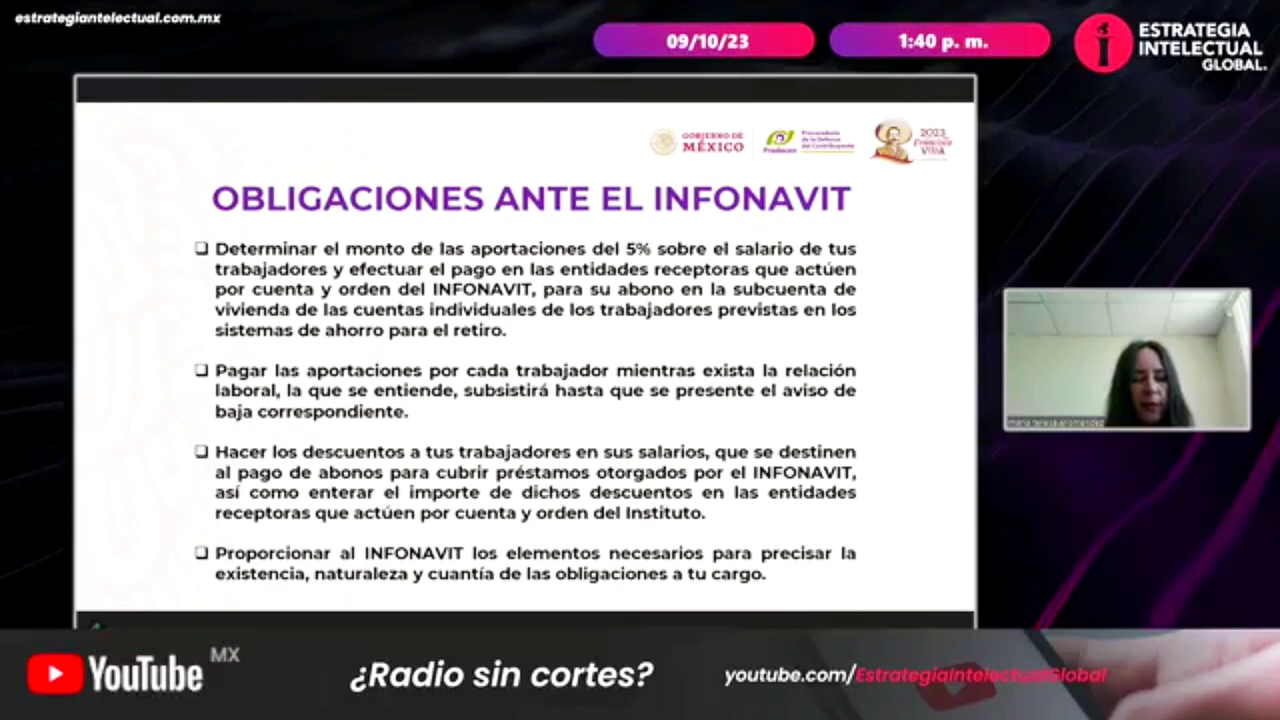 estrategiantelectual.com.mx
09/10/23
1:40 p. m.
ESTRATEGIA
INTELECTUAL
GLOBAL.
GOBIERNO DE
MÉXICO
Prodecon
Procuraduría
de la Defensa
del Contribuyente
2023
Francisco
VILLA
OBLIGACIONES ANTE EL INFONAVIT
❑ Determinar el monto de las aportaciones del 5% sobre el salario de tus
trabajadores y efectuar el pago en las entidades receptoras que actúen
por cuenta y orden del INFONAVIT, para su abono en la subcuenta de
vivienda de las cuentas individuales de los trabajadores previstas en los
sistemas de ahorro para el retiro.
❑ Pagar las aportaciones por cada trabajador mientras exista la relación
laboral, la que se entiende, subsistirá hasta que se presente el aviso de
baja correspondiente.
❑ Hacer los descuentos a tus trabajadores en sus salarios, que se destinen
al pago de abonos para cubrir préstamos otorgados por el INFONAVIT,
así como enterar el importe de dichos descuentos en las entidades
receptoras que actúen por cuenta y orden del Instituto.
❑ Proporcionar al INFONAVIT los elementos necesarios para precisar la
existencia, naturaleza y cuantía de las obligaciones a tu cargo.
YouTube MX
¿Radio sin cortes?
youtube.com/EstrategiaIntelectualGlobal